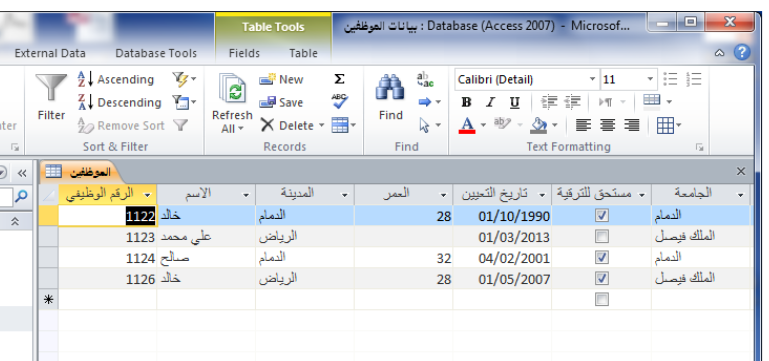 Table Tools
بيانات الموظفين : Database (Access 2007) - Microsof...
External Data Database Tools Fields Table
Filter
Ascending
Descending
Remove Sort
Sort & Filter
Refresh All
New
Save
Delete
Records
Find
Find
Calibri (Detail) 11
B I U
A
Text Formatting
الموظفين
الرقم الوظيفي الاسم المدينة العمر تاريخ التعيين مستحق للترقية الجامعة
1122 خالد الدمام 28 01/10/1990 الدمام
1123 علي محمد الرياض 01/03/2013 الملك فيصل
1124 صالح الدمام 32 04/02/2001 الدمام
1126 خالد الرياض 28 01/05/2007 الملك فيصل